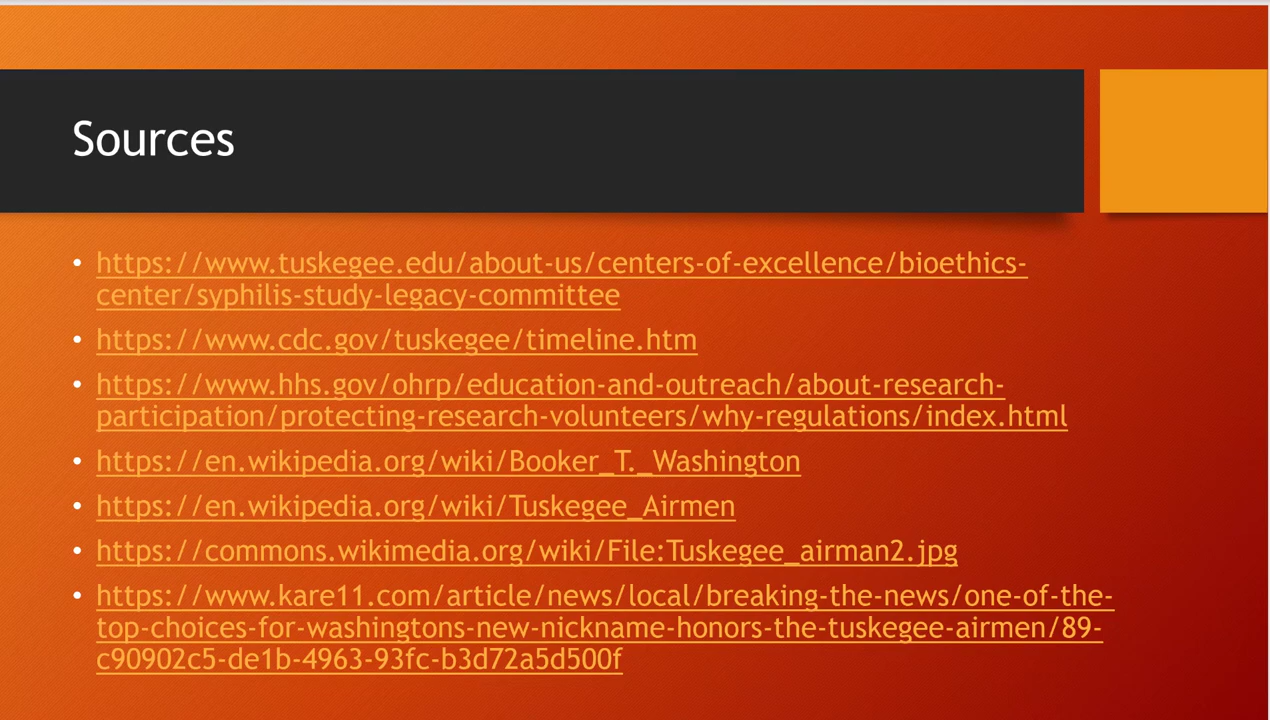 Sources
• https://www.tuskegee.edu/about-us/centers-of-excellence/bioethics-
center/syphilis-study-legacy-committee
• https://www.cdc.gov/tuskegee/timeline.htm
• https://www.hhs.gov/ohrp/education-and-outreach/about-research-
participation/protecting-research-volunteers/why-regulations/index.html
• https://en.wikipedia.org/wiki/Booker_T._Washington
• https://en.wikipedia.org/wiki/Tuskegee_Airmen
• https://commons.wikimedia.org/wiki/File:Tuskegee_airman2.jpg
• https://www.kare11.com/article/news/local/breaking-the-news/one-of-the-
top-choices-for-washingtons-new-nickname-honors-the-tuskegee-airmen/89-
c90902c5-de1b-4963-93fc-b3d72a5d500f